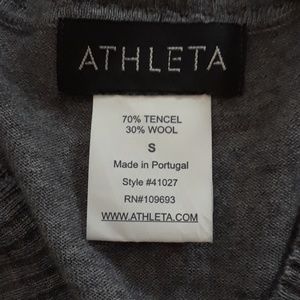 ATHLETA
70% TENCEL
30% WOOL
S
Made in Portugal
Style #41027
RN#109693
WWW.ATHLETA.COM